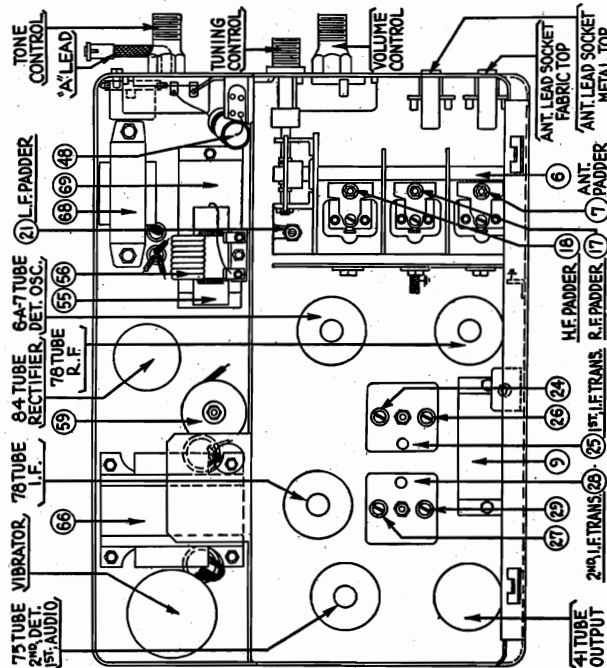 75 TUBE
2ND. DET.
1ST. AUDIO
VIBRATOR
66
78 TUBE
I.F.
59
84 TUBE
RECTIFIER
78 TUBE
R.F.
6-A-7 TUBE
DET. OSC.
55
56
21
L.F. PADDER
68
69
48
TONE
CONTROL
"A" LEAD
TUNING
CONTROL
VOLUME
CONTROL
41 TUBE
OUTPUT
27
29
2ND. I.F. TRANS.
28
9
25
1ST. I.F. TRANS.
26
24
H.F. PADDER
18
R.F. PADDER
17
7
ANT.
PADDER
6
ANT. LEAD SOCKET
FABRIC TOP
ANT. LEAD SOCKET
METAL TOP